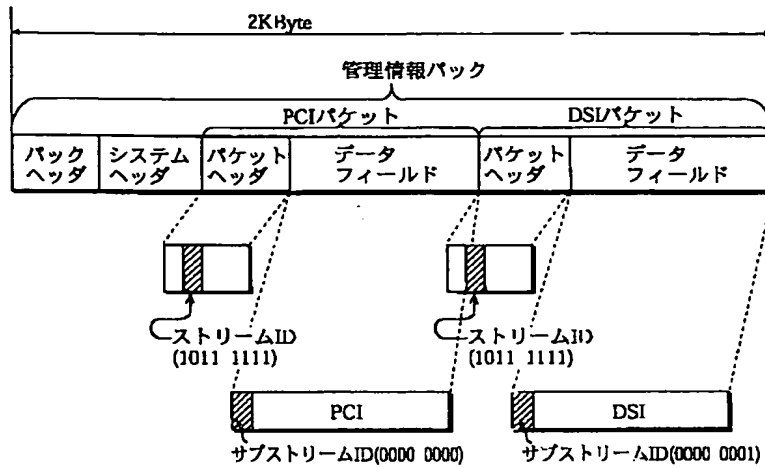 2KByte
管理情報パック
PCIパケット
DSIパケット
パック
ヘッダ
システム
ヘッダ
パケット
ヘッダ
データ
フィールド
パケット
ヘッダ
データ
フィールド
ストリームID
(1011 1111)
ストリームID
(1011 1111)
PCI
DSI
サブストリームID(0000 0000)
サブストリームID(0000 0001)